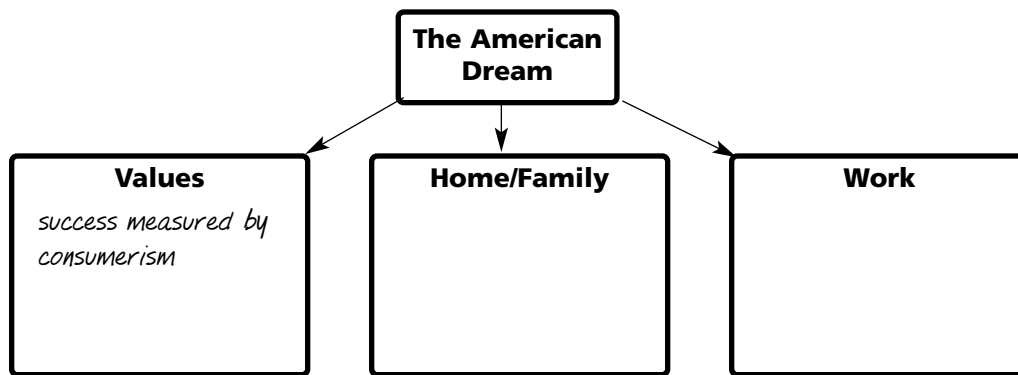 The American
Dream
Values
success measured by
consumerism
Home/Family
Work